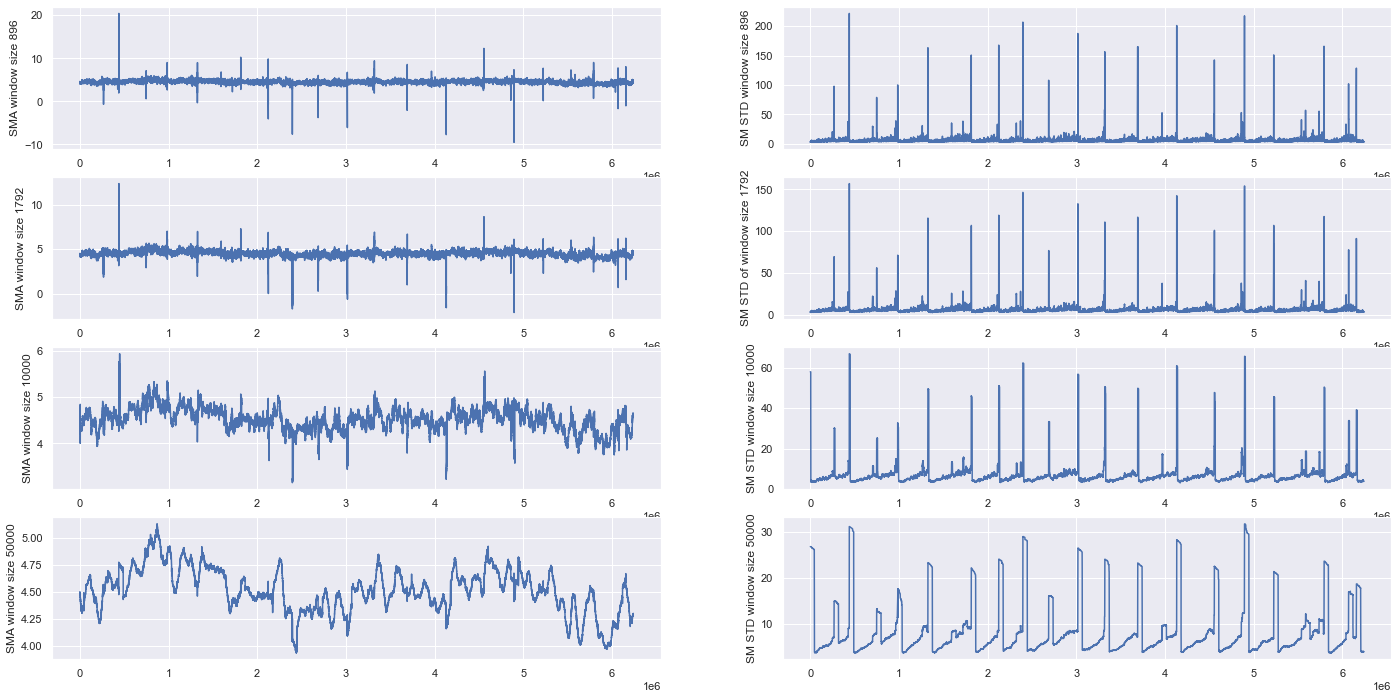 SMA window size 896
20
10
0
−10
0 1 2 3 4 5 6
1e6
SM STD window size 896
200
150
100
50
0
0 1 2 3 4 5 6
1e6
SMA window size 1792
10
5
0
0 1 2 3 4 5 6
1e6
SM STD of window size 1792
150
100
50
0
0 1 2 3 4 5 6
1e6
SMA window size 10000
6
5
4
0 1 2 3 4 5 6
1e6
SM STD window size 10000
60
40
20
0
0 1 2 3 4 5 6
1e6
SMA window size 50000
5.00
4.75
4.50
4.25
4.00
0 1 2 3 4 5 6
1e6
SM STD window size 50000
30
20
10
0 1 2 3 4 5 6
1e6